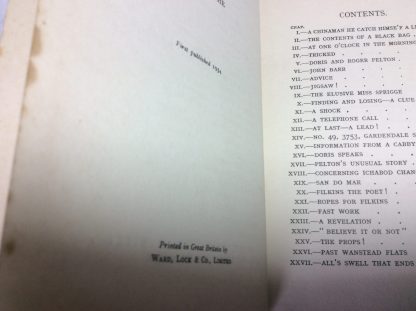 First published 1934
Printed in Great Britain by
WARD, LOCK & CO., LIMITED
CONTENTS.
CHAP.
I.—A CHINAMAN HE CATCH HIMSE'F A LI
II.—THE CONTENTS OF A BLACK BAG .
III.—AT ONE O'CLOCK IN THE MORNING
IV.—TRICKED . . . .
V.—DORIS AND ROGER PELTON .
VI.—JOHN BARR . . . .
VII.—ADVICE . . . .
VIII.—JIGSAW ! . . . .
IX.—THE ELUSIVE MISS SPRIGGE .
X.—FINDING AND LOSING—A CLUE
XI.—A SHOCK . . . .
XII.—A TELEPHONE CALL . .
XIII.—AT LAST—A LEAD ! . .
XIV.—NO. 49, 3753, GARDENDALE S
XV.—INFORMATION FROM A CABBY
XVI.—DORIS SPEAKS . . .
XVII.—FELTON'S UNUSUAL STORY .
XVIII.—CONCERNING ICHABOD CHAN
XIX.—SAN DO MAR . . .
XX.—FILKINS THE POET ! . .
XXI.—ROPES FOR FILKINS . .
XXII.—FAST WORK . . .
XXIII.—A REVELATION . . .
XXIV.—" BELIEVE IT OR NOT " .
XXV.—THE PROPS ! . . .
XXVI.—PAST WANSTEAD FLATS .
XXVII.—ALL'S SWELL THAT ENDS